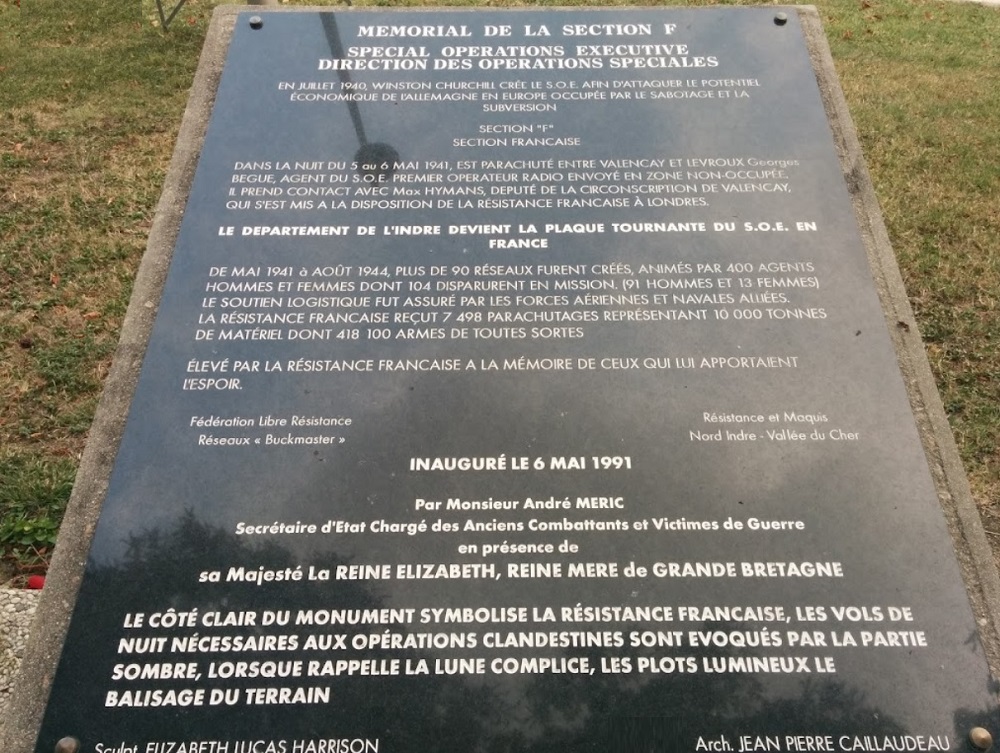 MEMORIAL DE LA SECTION F
SPECIAL OPERATIONS EXECUTIVE
DIRECTION DES OPERATIONS SPECIALES
EN JUILLET 1940, WINSTON CHURCHILL CRÉE LE S.O.E. AFIN D'ATTAQUER LE POTENTIEL
ÉCONOMIQUE DE L'ALLEMAGNE EN EUROPE OCCUPÉE PAR LE SABOTAGE ET LA
SUBVERSION
SECTION "F"
SECTION FRANCAISE
DANS LA NUIT DU 5 au 6 MAI 1941, EST PARACHUTÉ ENTRE VALENCAY ET LEVROUX Georges
BEGUE, AGENT DU S.O.E. PREMIER OPERATEUR RADIO ENVOYÉ EN ZONE NON-OCCUPÉE.
IL PREND CONTACT AVEC Max HYMANS, DEPUTÉ DE LA CIRCONSCRIPTION DE VALENCAY,
QUI S'EST MIS A LA DISPOSITION DE LA RÉSISTANCE FRANCAISE À LONDRES.
LE DEPARTEMENT DE L'INDRE DEVIENT LA PLAQUE TOURNANTE DU S.O.E. EN
FRANCE
DE MAI 1941 à AOÛT 1944, PLUS DE 90 RÉSEAUX FURENT CRÉÉS, ANIMÉS PAR 400 AGENTS
HOMMES ET FEMMES DONT 104 DISPARURENT EN MISSION. (91 HOMMES ET 13 FEMMES)
LE SOUTIEN LOGISTIQUE FUT ASSURÉ PAR LES FORCES AÉRIENNES ET NAVALES ALLIÉES.
LA RÉSISTANCE FRANCAISE REÇUT 7 498 PARACHUTAGES REPRÉSENTANT 10 000 TONNES
DE MATÉRIEL DONT 418 100 ARMES DE TOUTES SORTES
ÉLEVÉ PAR LA RÉSISTANCE FRANCAISE A LA MÉMOIRE DE CEUX QUI LUI APPORTAIENT
L'ESPOIR.
Fédération Libre Résistance
Réseaux « Buckmaster »
Résistance et Maquis
Nord Indre - Vallée du Cher
INAUGURÉ LE 6 MAI 1991
Par Monsieur André MERIC
Secrétaire d'Etat Chargé des Anciens Combattants et Victimes de Guerre
en présence de
sa Majesté La REINE ELIZABETH, REINE MERE de GRANDE BRETAGNE
LE CÔTÉ CLAIR DU MONUMENT SYMBOLISE LA RÉSISTANCE FRANCAISE, LES VOLS DE
NUIT NÉCESSAIRES AUX OPÉRATIONS CLANDESTINES SONT EVOQUÉS PAR LA PARTIE
SOMBRE, LORSQUE RAPPELLE LA LUNE COMPLICE, LES PLOTS LUMINEUX LE
BALISAGE DU TERRAIN
Sculpt. ELIZABETH LUCAS HARRISON
Arch. JEAN PIERRE CAILLAUDEAU